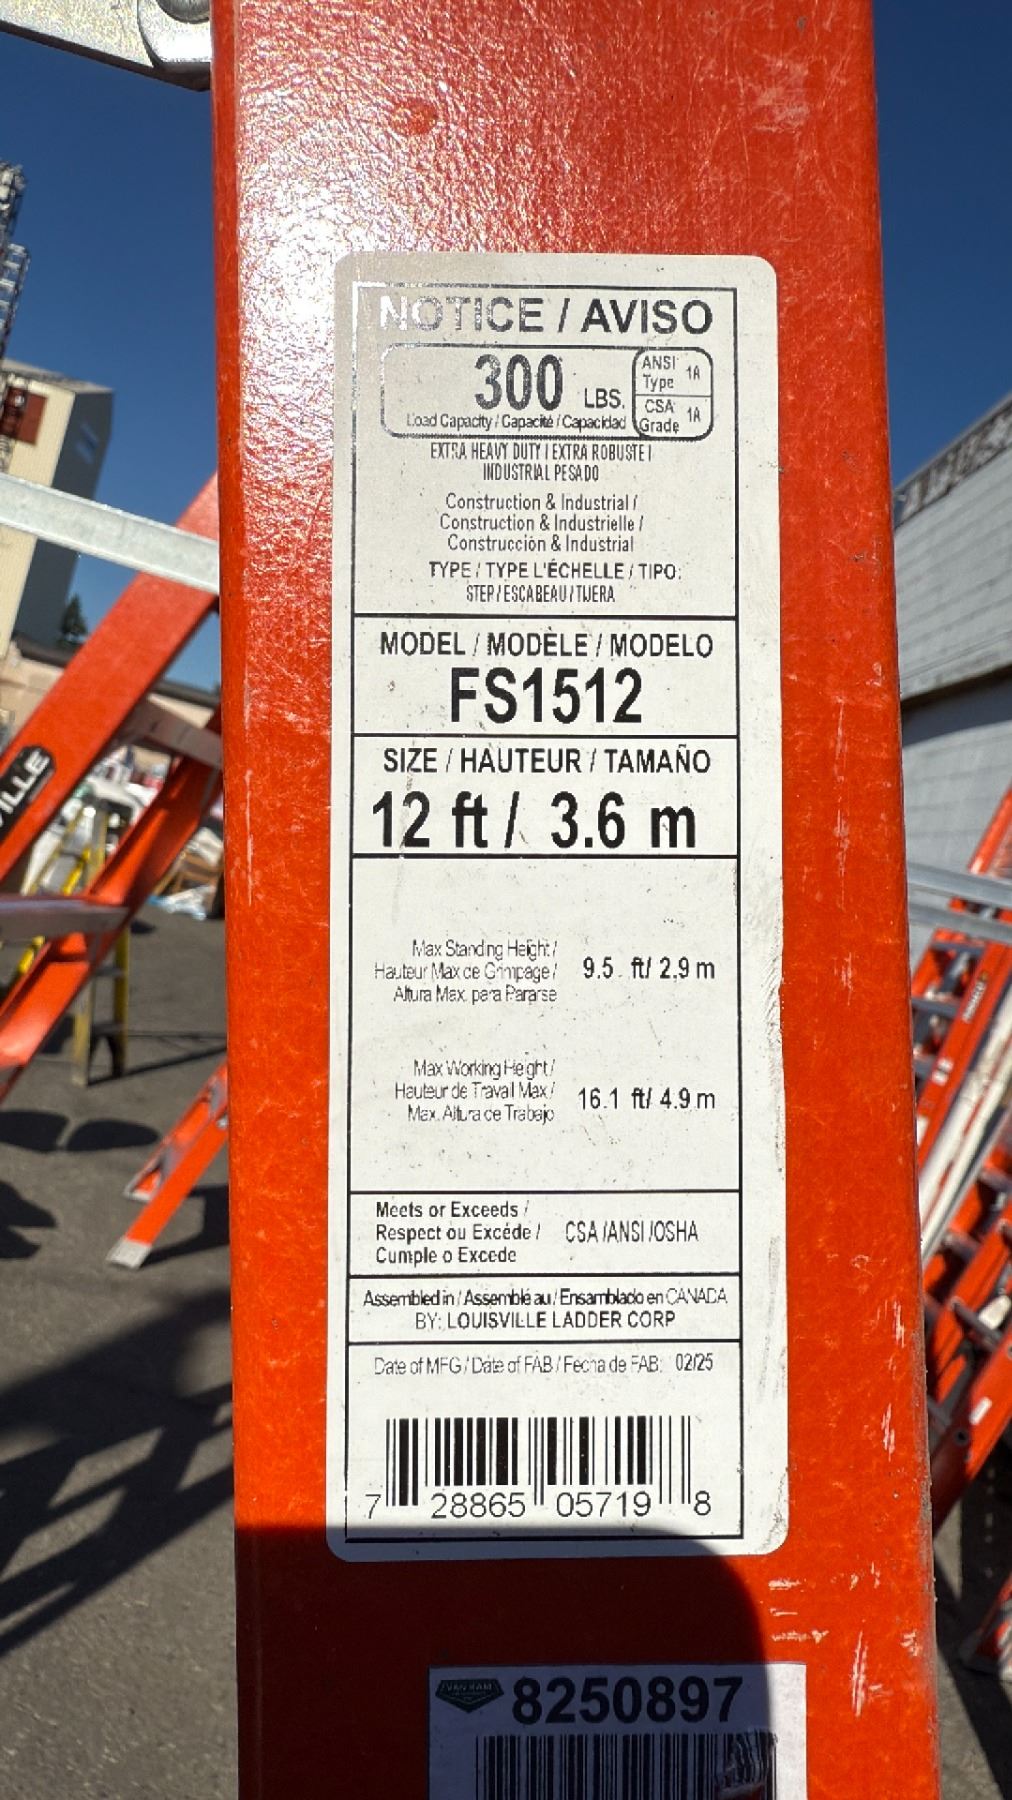 NOTICE / AVISO
300 LBS.
ANSI Type 1A
CSA Grade 1A
Load Capacity / Capacité / Capacidad
EXTRA HEAVY DUTY | EXTRA ROBUSTE |
INDUSTRIAL PESADO
Construction & Industrial /
Construction & Industrielle /
Construcción & Industrial
TYPE / TYPE L'ÉCHELLE / TIPO:
STEP / ESCABEAU / TIJERA
MODEL / MODÈLE / MODELO
FS1512
SIZE / HAUTEUR / TAMAÑO
12 ft / 3.6 m
Max Standing Height /
Hauteur Max de Grimpage /
Altura Max. para Pararse
9.5 ft/ 2.9 m
Max Working Height /
Hauteur de Travail Max /
Max. Altura de Trabajo
16.1 ft/ 4.9 m
Meets or Exceeds /
Respect ou Excéde /
Cumple o Excede
CSA /ANSI /OSHA
Assembled in / Assemblé au / Ensamblado en CANADA
BY: LOUISVILLE LADDER CORP
Date of MFG / Date of FAB / Fecha de FAB: 02/25
7 28865 05719 8
8250897
VILLE